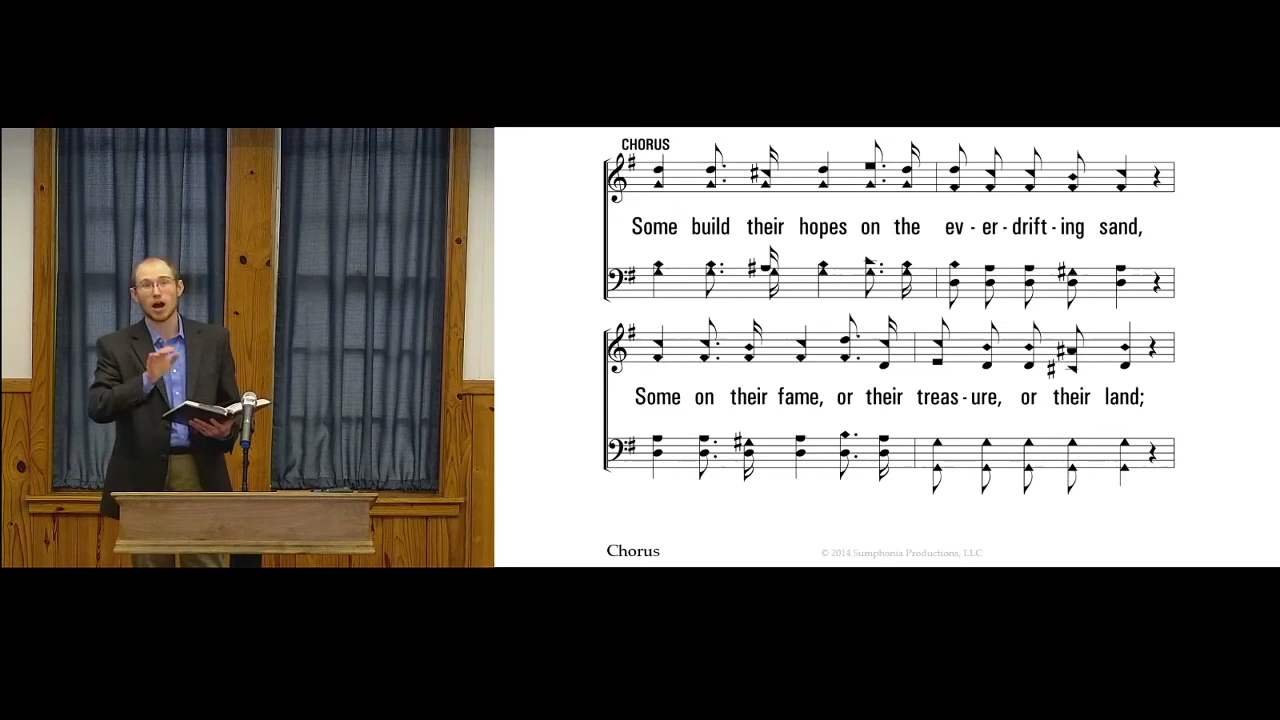 CHORUS
Some build their hopes on the ev - er - drift - ing sand,
Some on their fame, or their treas - ure, or their land;
Chorus
© 2014 Sumphonia Productions, LLC